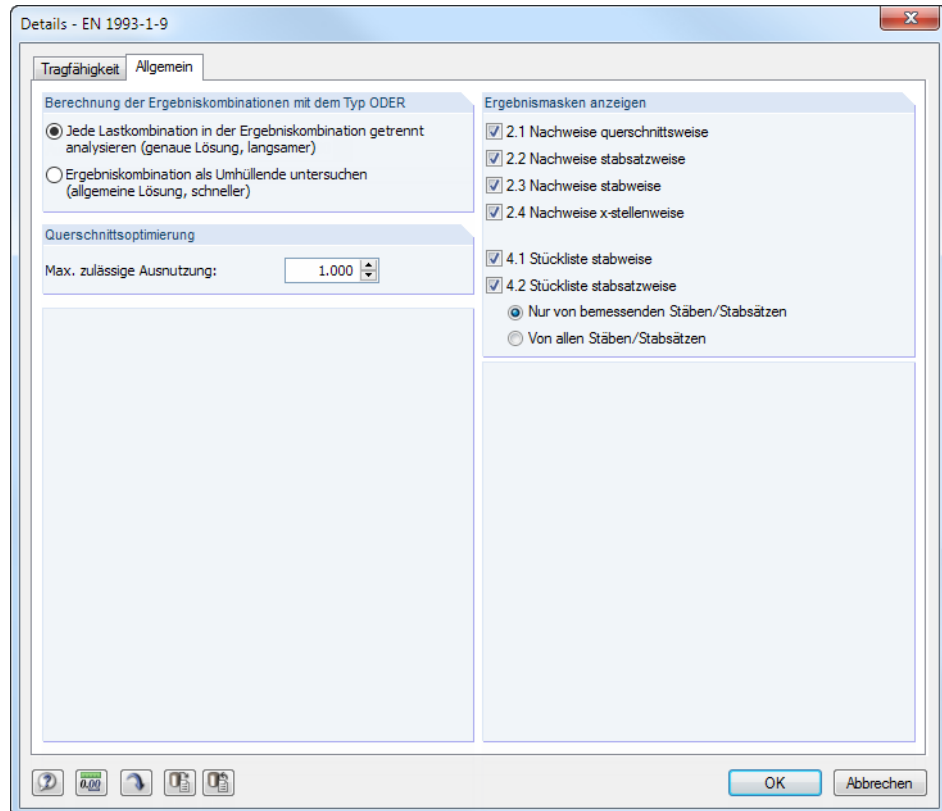 Details - EN 1993-1-9
Tragfähigkeit
Allgemein
Berechnung der Ergebniskombinationen mit dem Typ ODER
Jede Lastkombination in der Ergebniskombination getrennt
analysieren (genaue Lösung, langsamer)
Ergebniskombination als Umhüllende untersuchen
(allgemeine Lösung, schneller)
Querschnittsoptimierung
Max. zulässige Ausnutzung:
1.000
Ergebnismasken anzeigen
2.1 Nachweise querschnittsweise
2.2 Nachweise stabsatzweise
2.3 Nachweise stabweise
2.4 Nachweise x-stellenweise
4.1 Stückliste stabweise
4.2 Stückliste stabsatzweise
Nur von bemessenden Stäben/Stabsätzen
Von allen Stäben/Stabsätzen
0.00
OK
Abbrechen